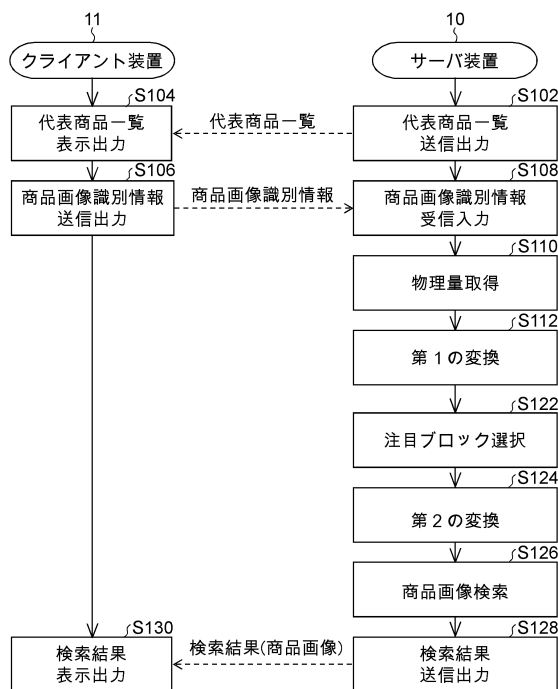 11
クライアント装置
10
サーバ装置
S104
代表商品一覧
表示出力
代表商品一覧
S102
代表商品一覧
送信出力
S106
商品画像識別情報
送信出力
商品画像識別情報
S108
商品画像識別情報
受信入力
S110
物理量取得
S112
第1の変換
S122
注目ブロック選択
S124
第2の変換
S126
商品画像検索
S130
検索結果
表示出力
検索結果(商品画像)
S128
検索結果
送信出力